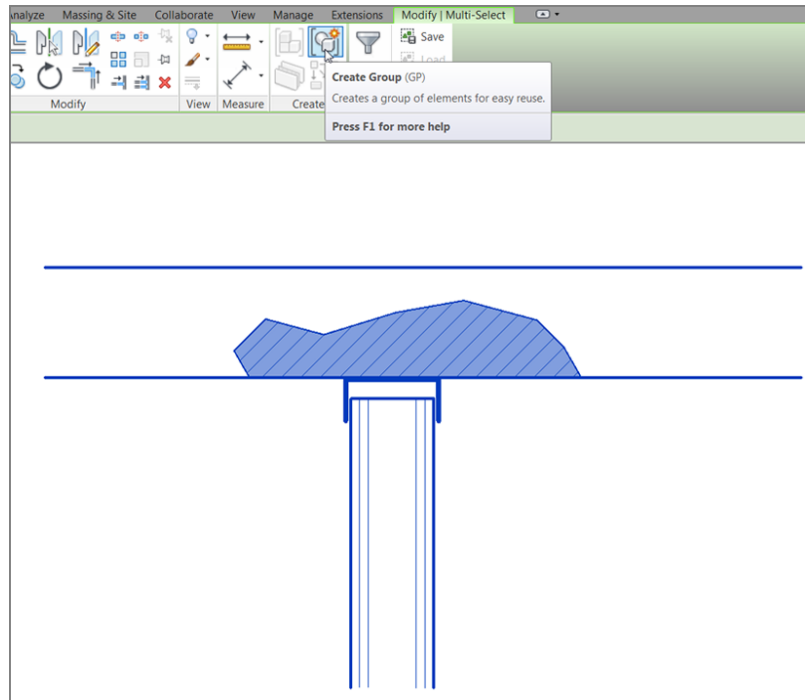 Analyze Massing & Site Collaborate View Manage Extensions Modify | Multi-Select
Save
Load
Modify View Measure Create
Create Group (GP)
Creates a group of elements for easy reuse.
Press F1 for more help